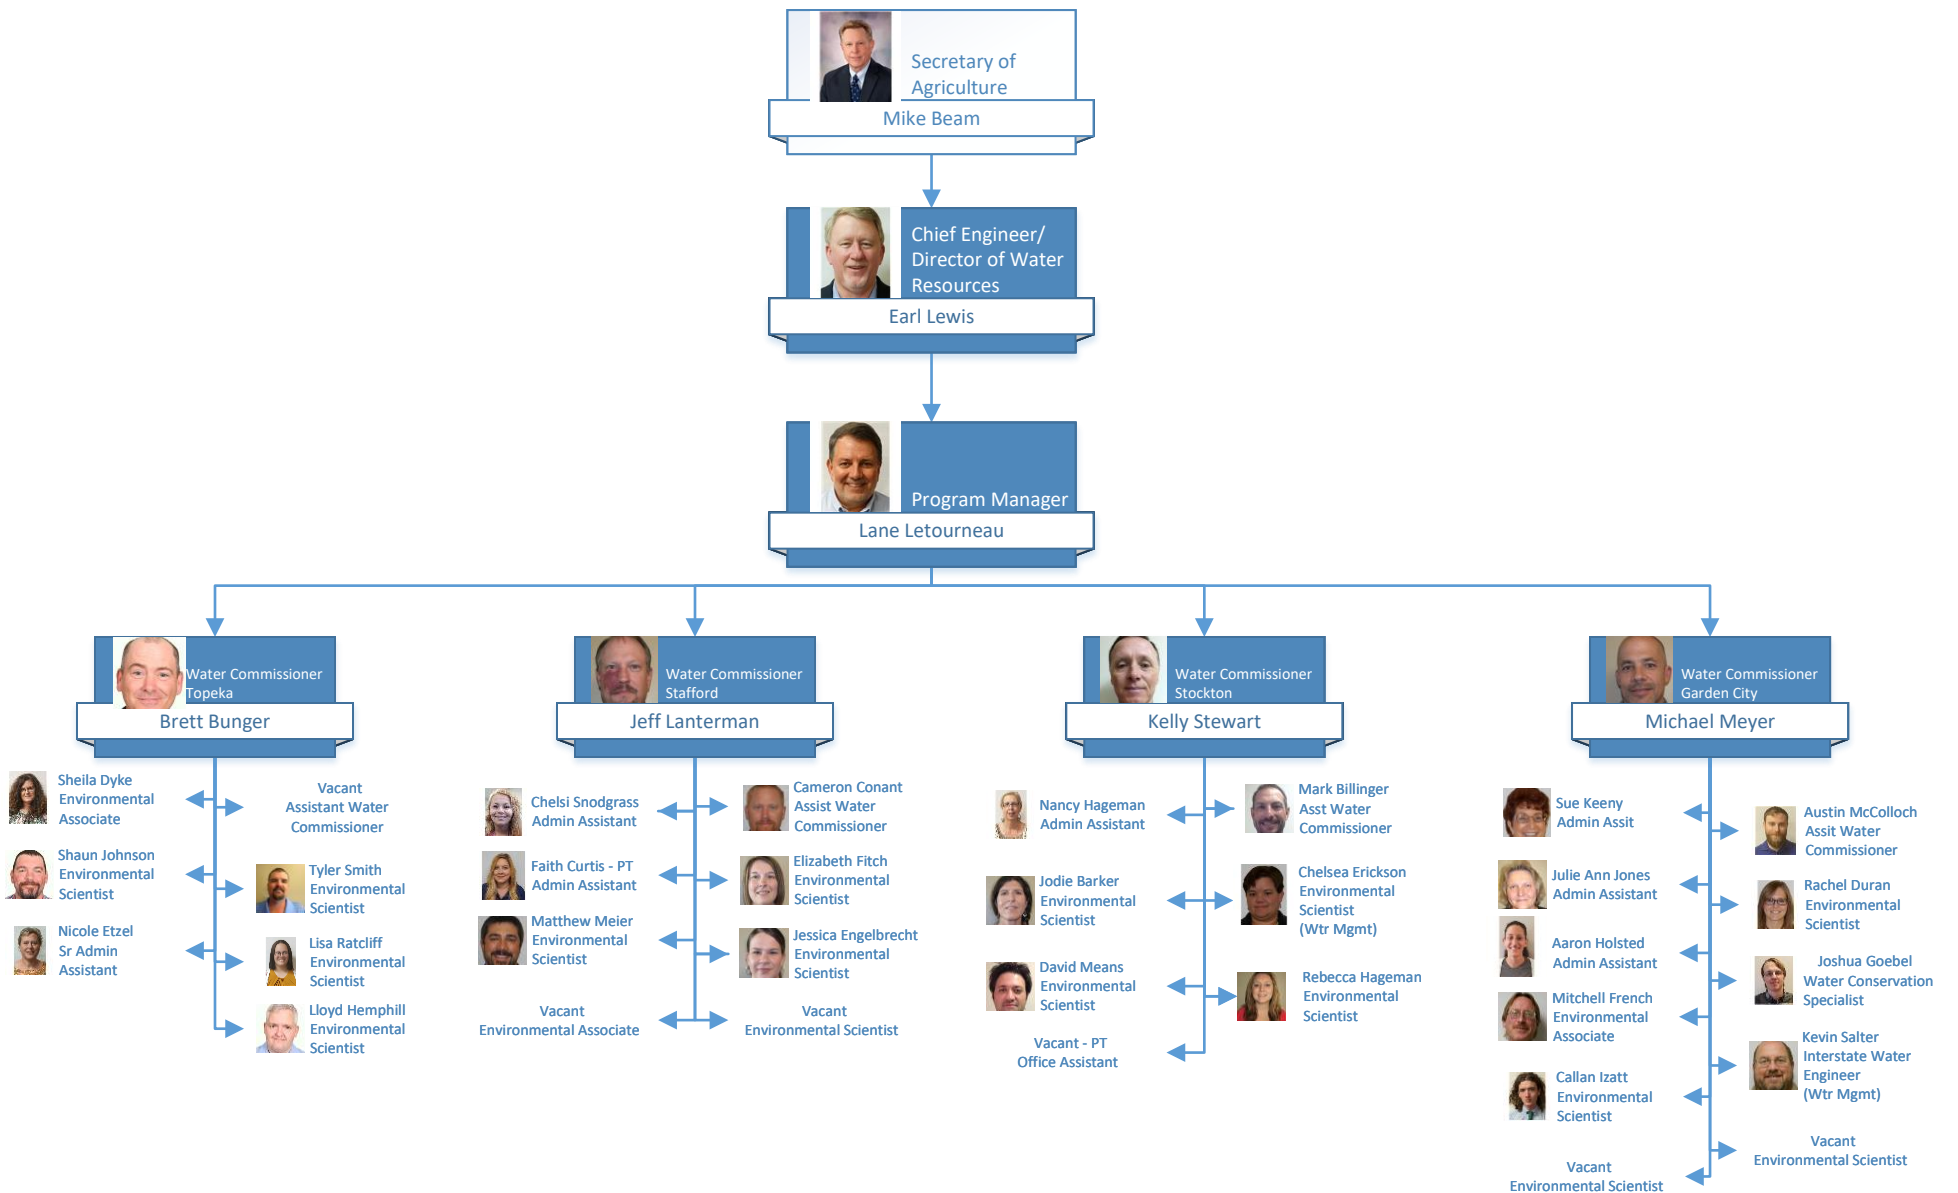 Secretary of
Agriculture
Mike Beam
Chief Engineer/
Director of Water
Resources
Earl Lewis
Program Manager
Lane Letourneau
Water Commissioner
Topeka
Brett Bunger
Sheila Dyke
Environmental
Associate
Vacant
Assistant Water
Commissioner
Shaun Johnson
Environmental
Scientist
Tyler Smith
Environmental
Scientist
Nicole Etzel
Sr Admin
Assistant
Lisa Ratcliff
Environmental
Scientist
Lloyd Hemphill
Environmental
Scientist
Water Commissioner
Stafford
Jeff Lanterman
Chelsi Snodgrass
Admin Assistant
Cameron Conant
Assist Water
Commissioner
Faith Curtis - PT
Admin Assistant
Elizabeth Fitch
Environmental
Scientist
Matthew Meier
Environmental
Scientist
Jessica Engelbrecht
Environmental
Scientist
Vacant
Environmental Associate
Vacant
Environmental Scientist
Water Commissioner
Stockton
Kelly Stewart
Nancy Hageman
Admin Assistant
Mark Billinger
Asst Water
Commissioner
Jodie Barker
Environmental
Scientist
Chelsea Erickson
Environmental
Scientist
(Wtr Mgmt)
David Means
Environmental
Scientist
Rebecca Hageman
Environmental
Scientist
Vacant - PT
Office Assistant
Water Commissioner
Garden City
Michael Meyer
Sue Keeny
Admin Assit
Austin McColloch
Assit Water
Commissioner
Julie Ann Jones
Admin Assistant
Rachel Duran
Environmental
Scientist
Aaron Holsted
Admin Assistant
Joshua Goebel
Water Conservation
Specialist
Mitchell French
Environmental
Associate
Kevin Salter
Interstate Water
Engineer
(Wtr Mgmt)
Callan Izatt
Environmental
Scientist
Vacant
Environmental Scientist
Vacant
Environmental Scientist